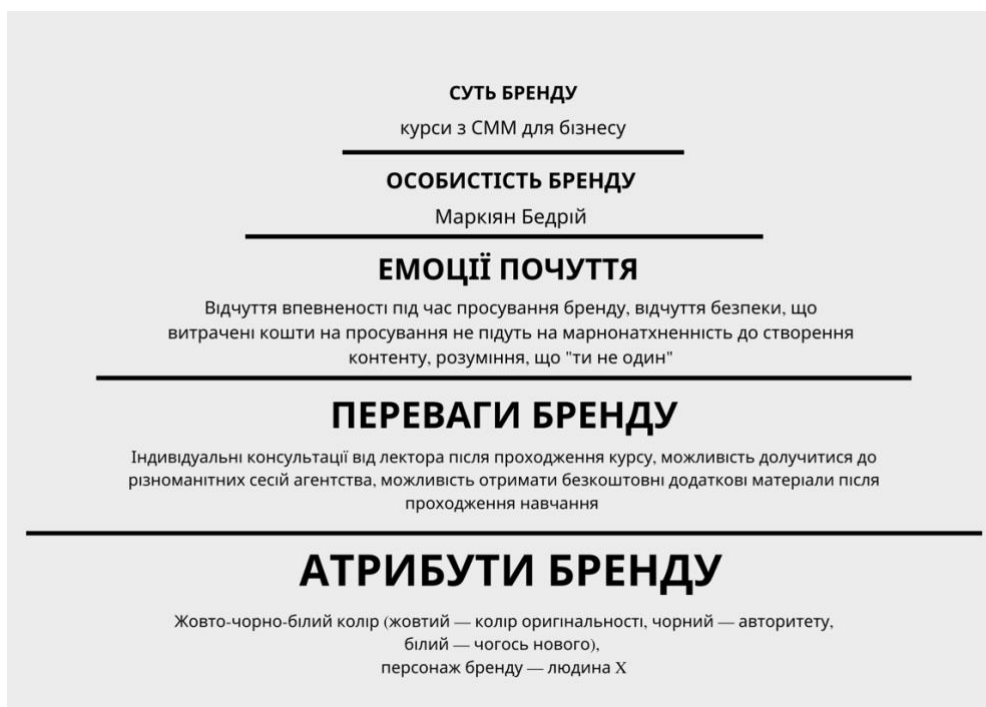 СУТЬ БРЕНДУ
курси з СММ для бізнесу
ОСОБИСТІСТЬ БРЕНДУ
Маркіян Бедрій
ЕМОЦІЇ ПОЧУТТЯ
Відчуття впевненості під час просування бренду, відчуття безпеки, що
витрачені кошти на просування не підуть на марнонатхненність до створення
контенту, розуміння, що "ти не один"
ПЕРЕВАГИ БРЕНДУ
Індивідуальні консультації від лектора після проходження курсу, можливість долучитися до
різноманітних сесій агентства, можливість отримати безкоштовні додаткові матеріали після
проходження навчання
АТРИБУТИ БРЕНДУ
Жовто-чорно-білий колір (жовтий — колір оригінальності, чорний — авторитету,
білий — чогось нового),
персонаж бренду — людина X